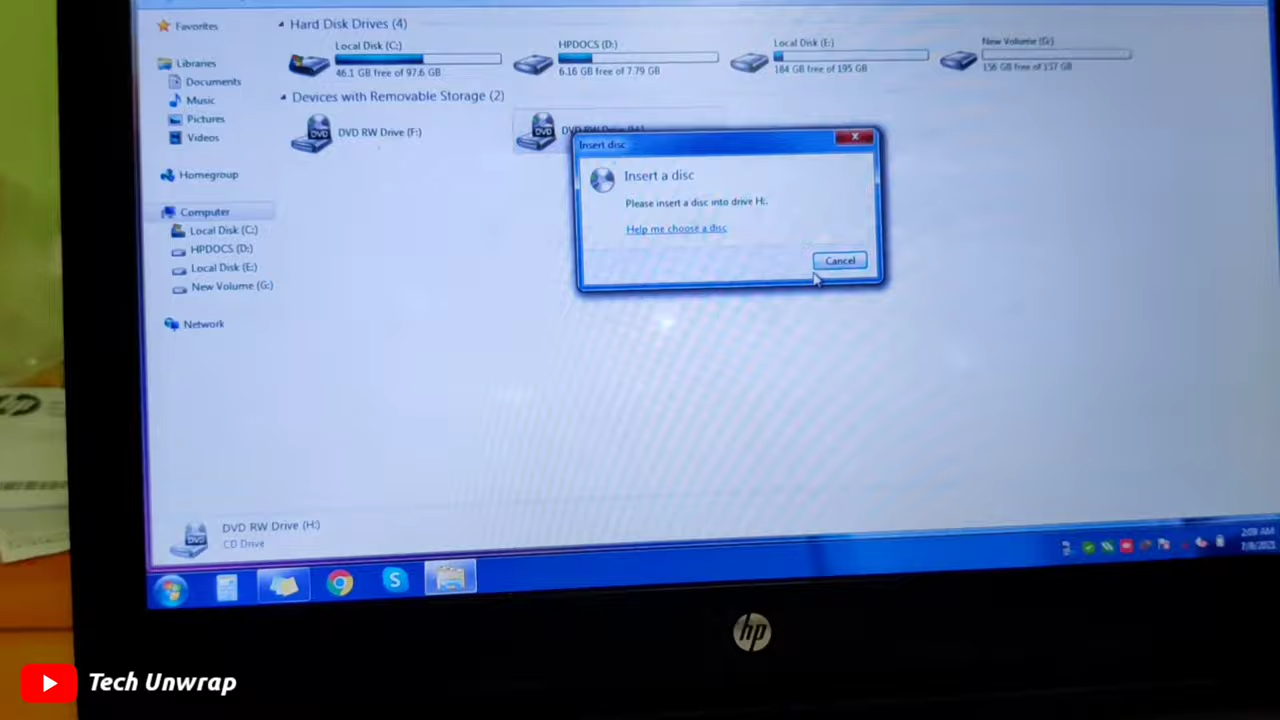 Favorites
Libraries
Documents
Music
Pictures
Videos
Homegroup
Computer
Local Disk (C:)
HPDOCS (D:)
Local Disk (E:)
New Volume (G:)
Network
Hard Disk Drives (4)
Local Disk (C:)
46.1 GB free of 97.6 GB
HPDOCS (D:)
6.16 GB free of 7.79 GB
Local Disk (E:)
184 GB free of 195 GB
New Volume (G:)
156 GB free of 157 GB
Devices with Removable Storage (2)
DVD RW Drive (F:)
DVD RW Drive (H:)
Insert disc
Insert a disc
Please insert a disc into drive H:.
Help me choose a disc
Cancel
DVD RW Drive (H:)
CD Drive
hp
Tech Unwrap